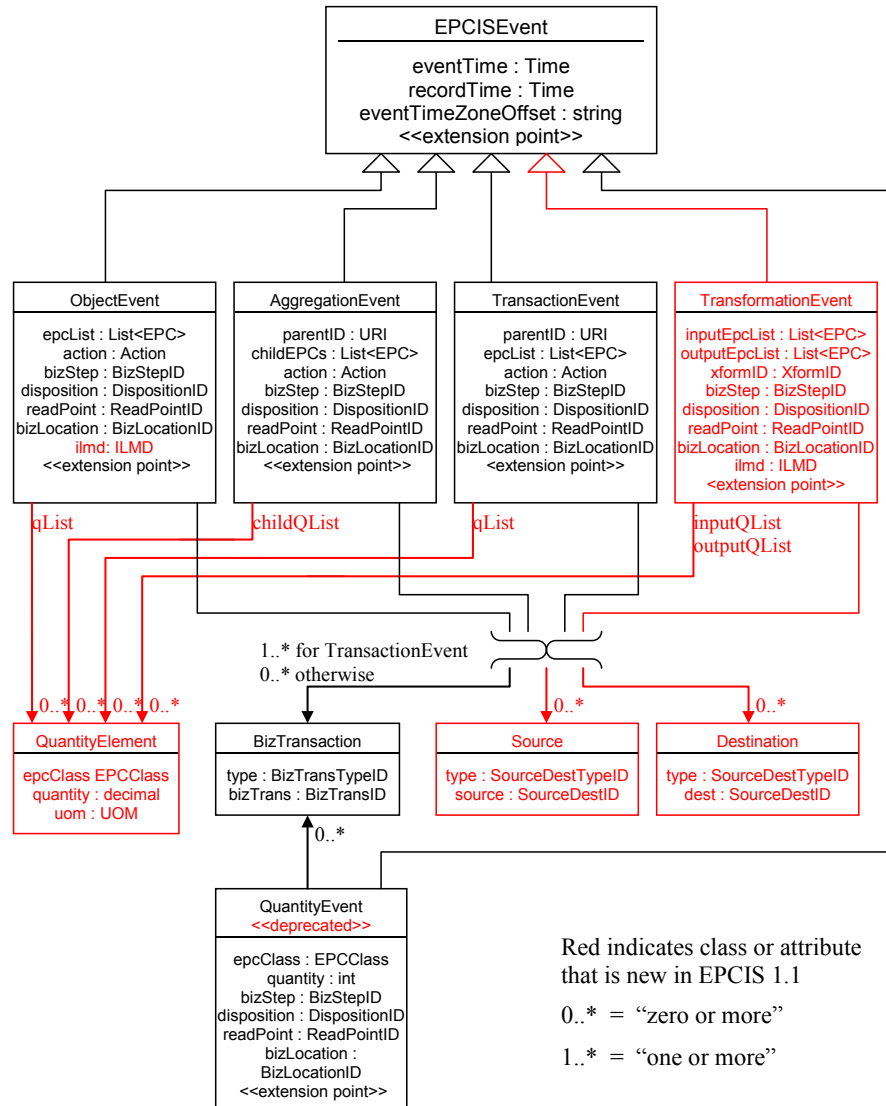 EPCISEvent
eventTime : Time
recordTime : Time
eventTimeZoneOffset : string
<<extension point>>
ObjectEvent
epcList : List<EPC>
action : Action
bizStep : BizStepID
disposition : DispositionID
readPoint : ReadPointID
bizLocation : BizLocationID
ilmd: ILMD
<<extension point>>
AggregationEvent
parentID : URI
childEPCs : List<EPC>
action : Action
bizStep : BizStepID
disposition : DispositionID
readPoint : ReadPointID
bizLocation : BizLocationID
<<extension point>>
TransactionEvent
parentID : URI
epcList : List<EPC>
action : Action
bizStep : BizStepID
disposition : DispositionID
readPoint : ReadPointID
bizLocation : BizLocationID
<<extension point>>
TransformationEvent
inputEpcList : List<EPC>
outputEpcList : List<EPC>
xformID : XformID
bizStep : BizStepID
disposition : DispositionID
readPoint : ReadPointID
bizLocation : BizLocationID
ilmd : ILMD
<extension point>>
qList
childQList
qList
inputQList
outputQList
1..* for TransactionEvent
0..* otherwise
0..* 0..* 0..* 0..*
0..*
0..*
QuantityElement
epcClass EPCClass
quantity : decimal
uom : UOM
BizTransaction
type : BizTransTypeID
bizTrans : BizTransID
Source
type : SourceDestTypeID
source : SourceDestID
Destination
type : SourceDestTypeID
dest : SourceDestID
0..*
QuantityEvent
<<deprecated>>
epcClass : EPCClass
quantity : int
bizStep : BizStepID
disposition : DispositionID
readPoint : ReadPointID
bizLocation :
BizLocationID
<<extension point>>
Red indicates class or attribute
that is new in EPCIS 1.1
0..* = “zero or more”
1..* = “one or more”